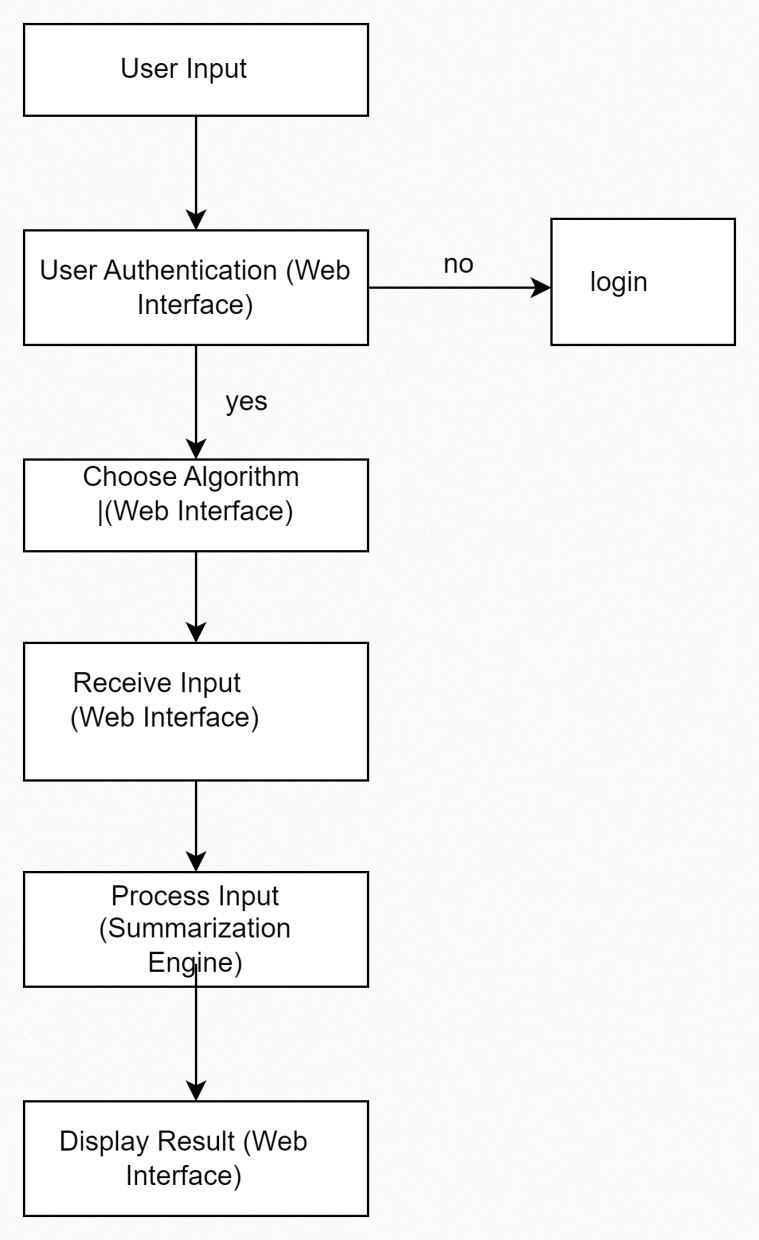 User Input
User Authentication (Web
Interface)
no
login
yes
Choose Algorithm
|(Web Interface)
Receive Input
(Web Interface)
Process Input
(Summarization
Engine)
Display Result (Web
Interface)